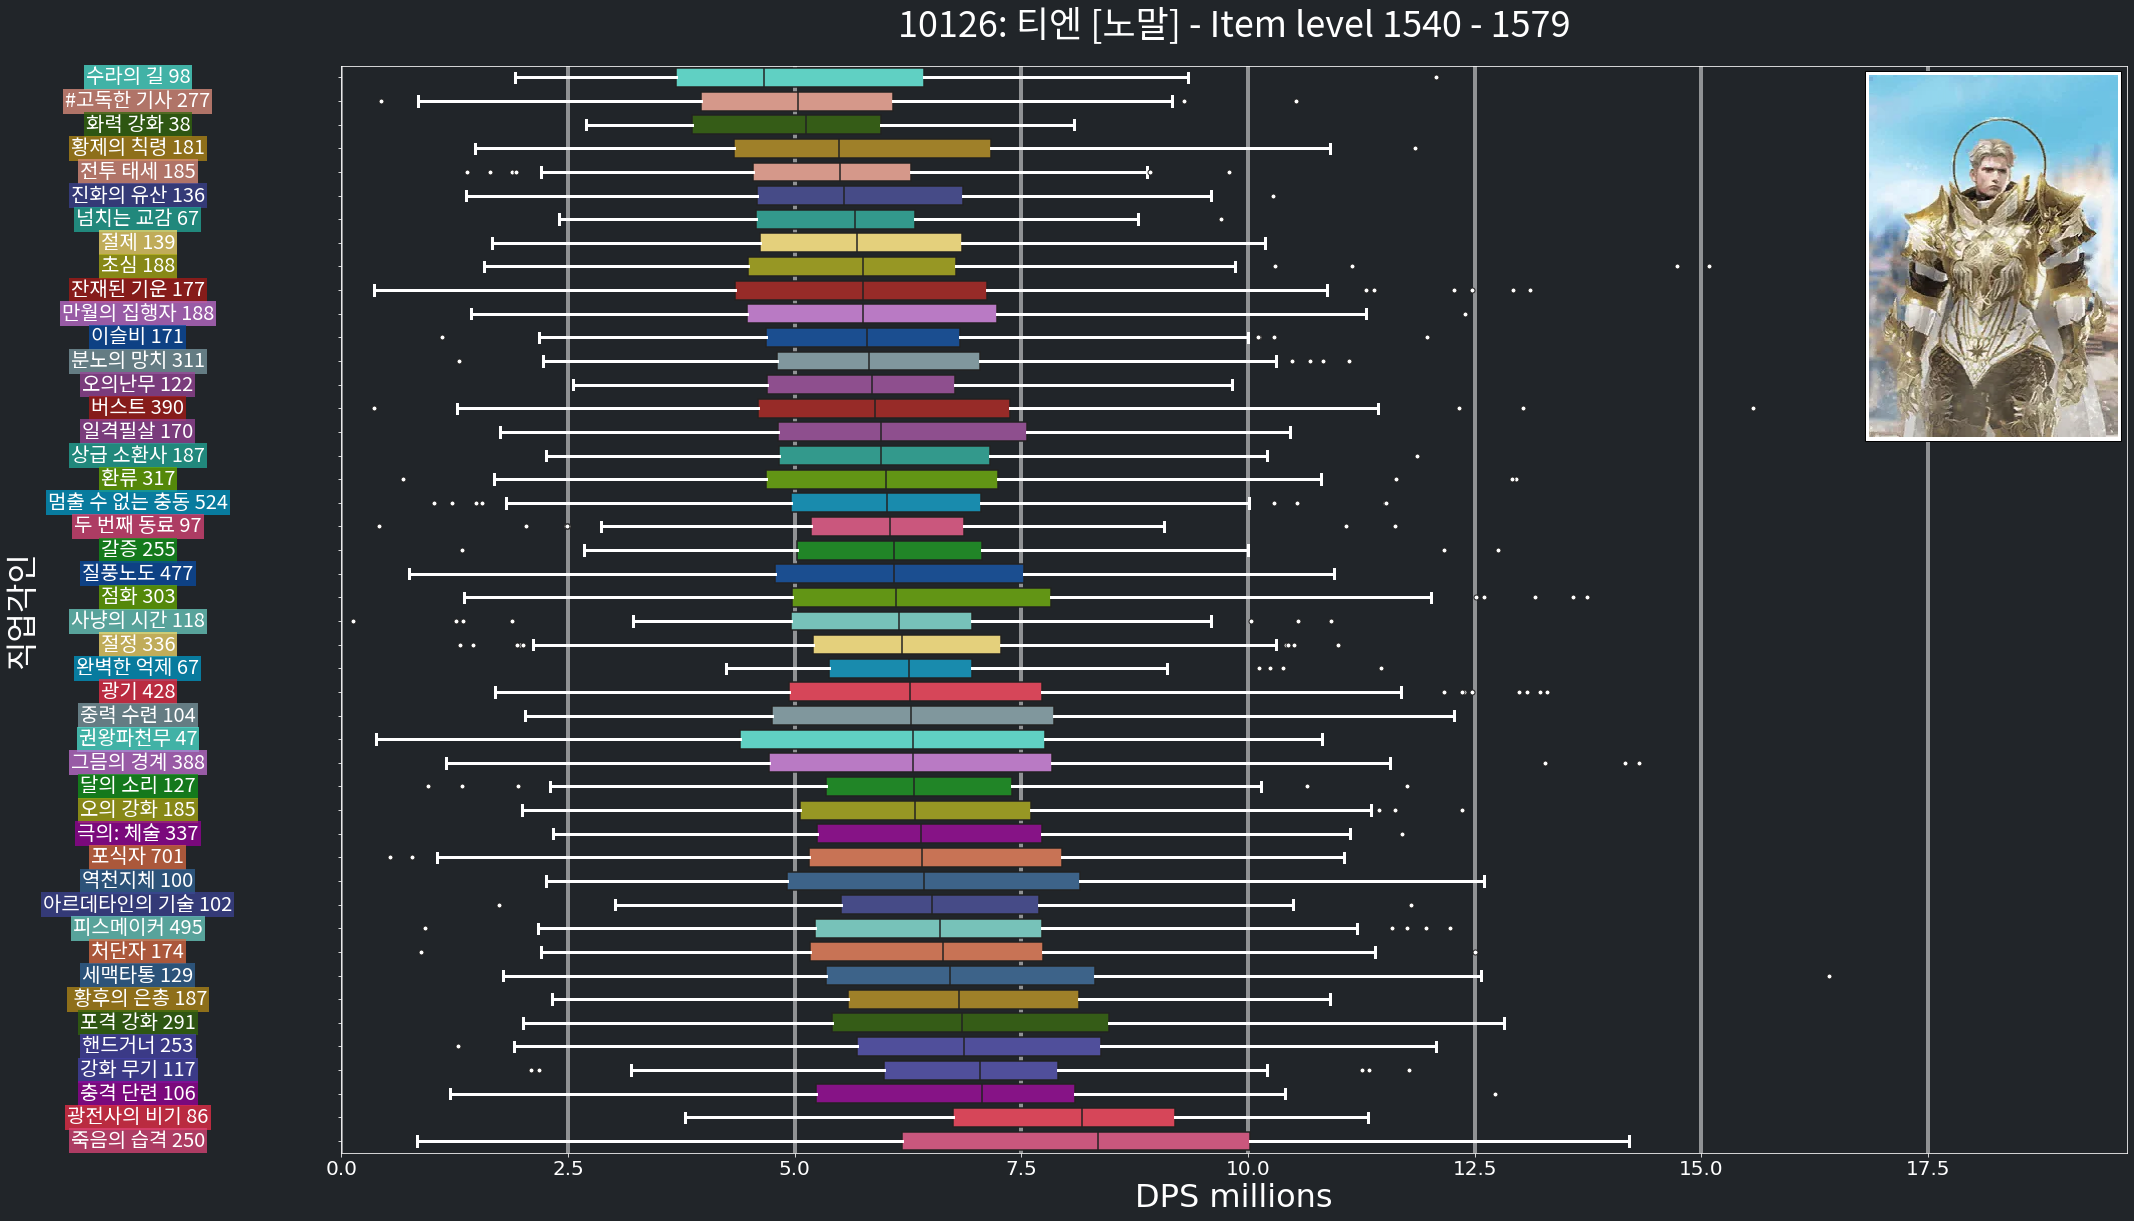 10126: 티엔 [노말] - Item level 1540 - 1579
수라의 길 98
#고독한 기사 277
화력 강화 38
황제의 칙령 181
전투 태세 185
진화의 유산 136
넘치는 교감 67
절제 139
초심 188
잔재된 기운 177
만월의 집행자 188
이슬비 171
분노의 망치 311
오의난무 122
버스트 390
일격필살 170
상급 소환사 187
환류 317
멈출 수 없는 충동 524
두 번째 동료 97
갈증 255
질풍노도 477
점화 303
사냥의 시간 118
절정 336
완벽한 억제 67
광기 428
중력 수련 104
권왕파천무 47
그믐의 경계 388
달의 소리 127
오의 강화 185
극의: 체술 337
포식자 701
역천지체 100
아르데타인의 기술 102
피스메이커 495
처단자 174
세맥타통 129
황후의 은총 187
포격 강화 291
핸드거너 253
강화 무기 117
충격 단련 106
광전사의 비기 86
죽음의 습격 250
직업각인
0.0 2.5 5.0 7.5 10.0 12.5 15.0 17.5
DPS millions